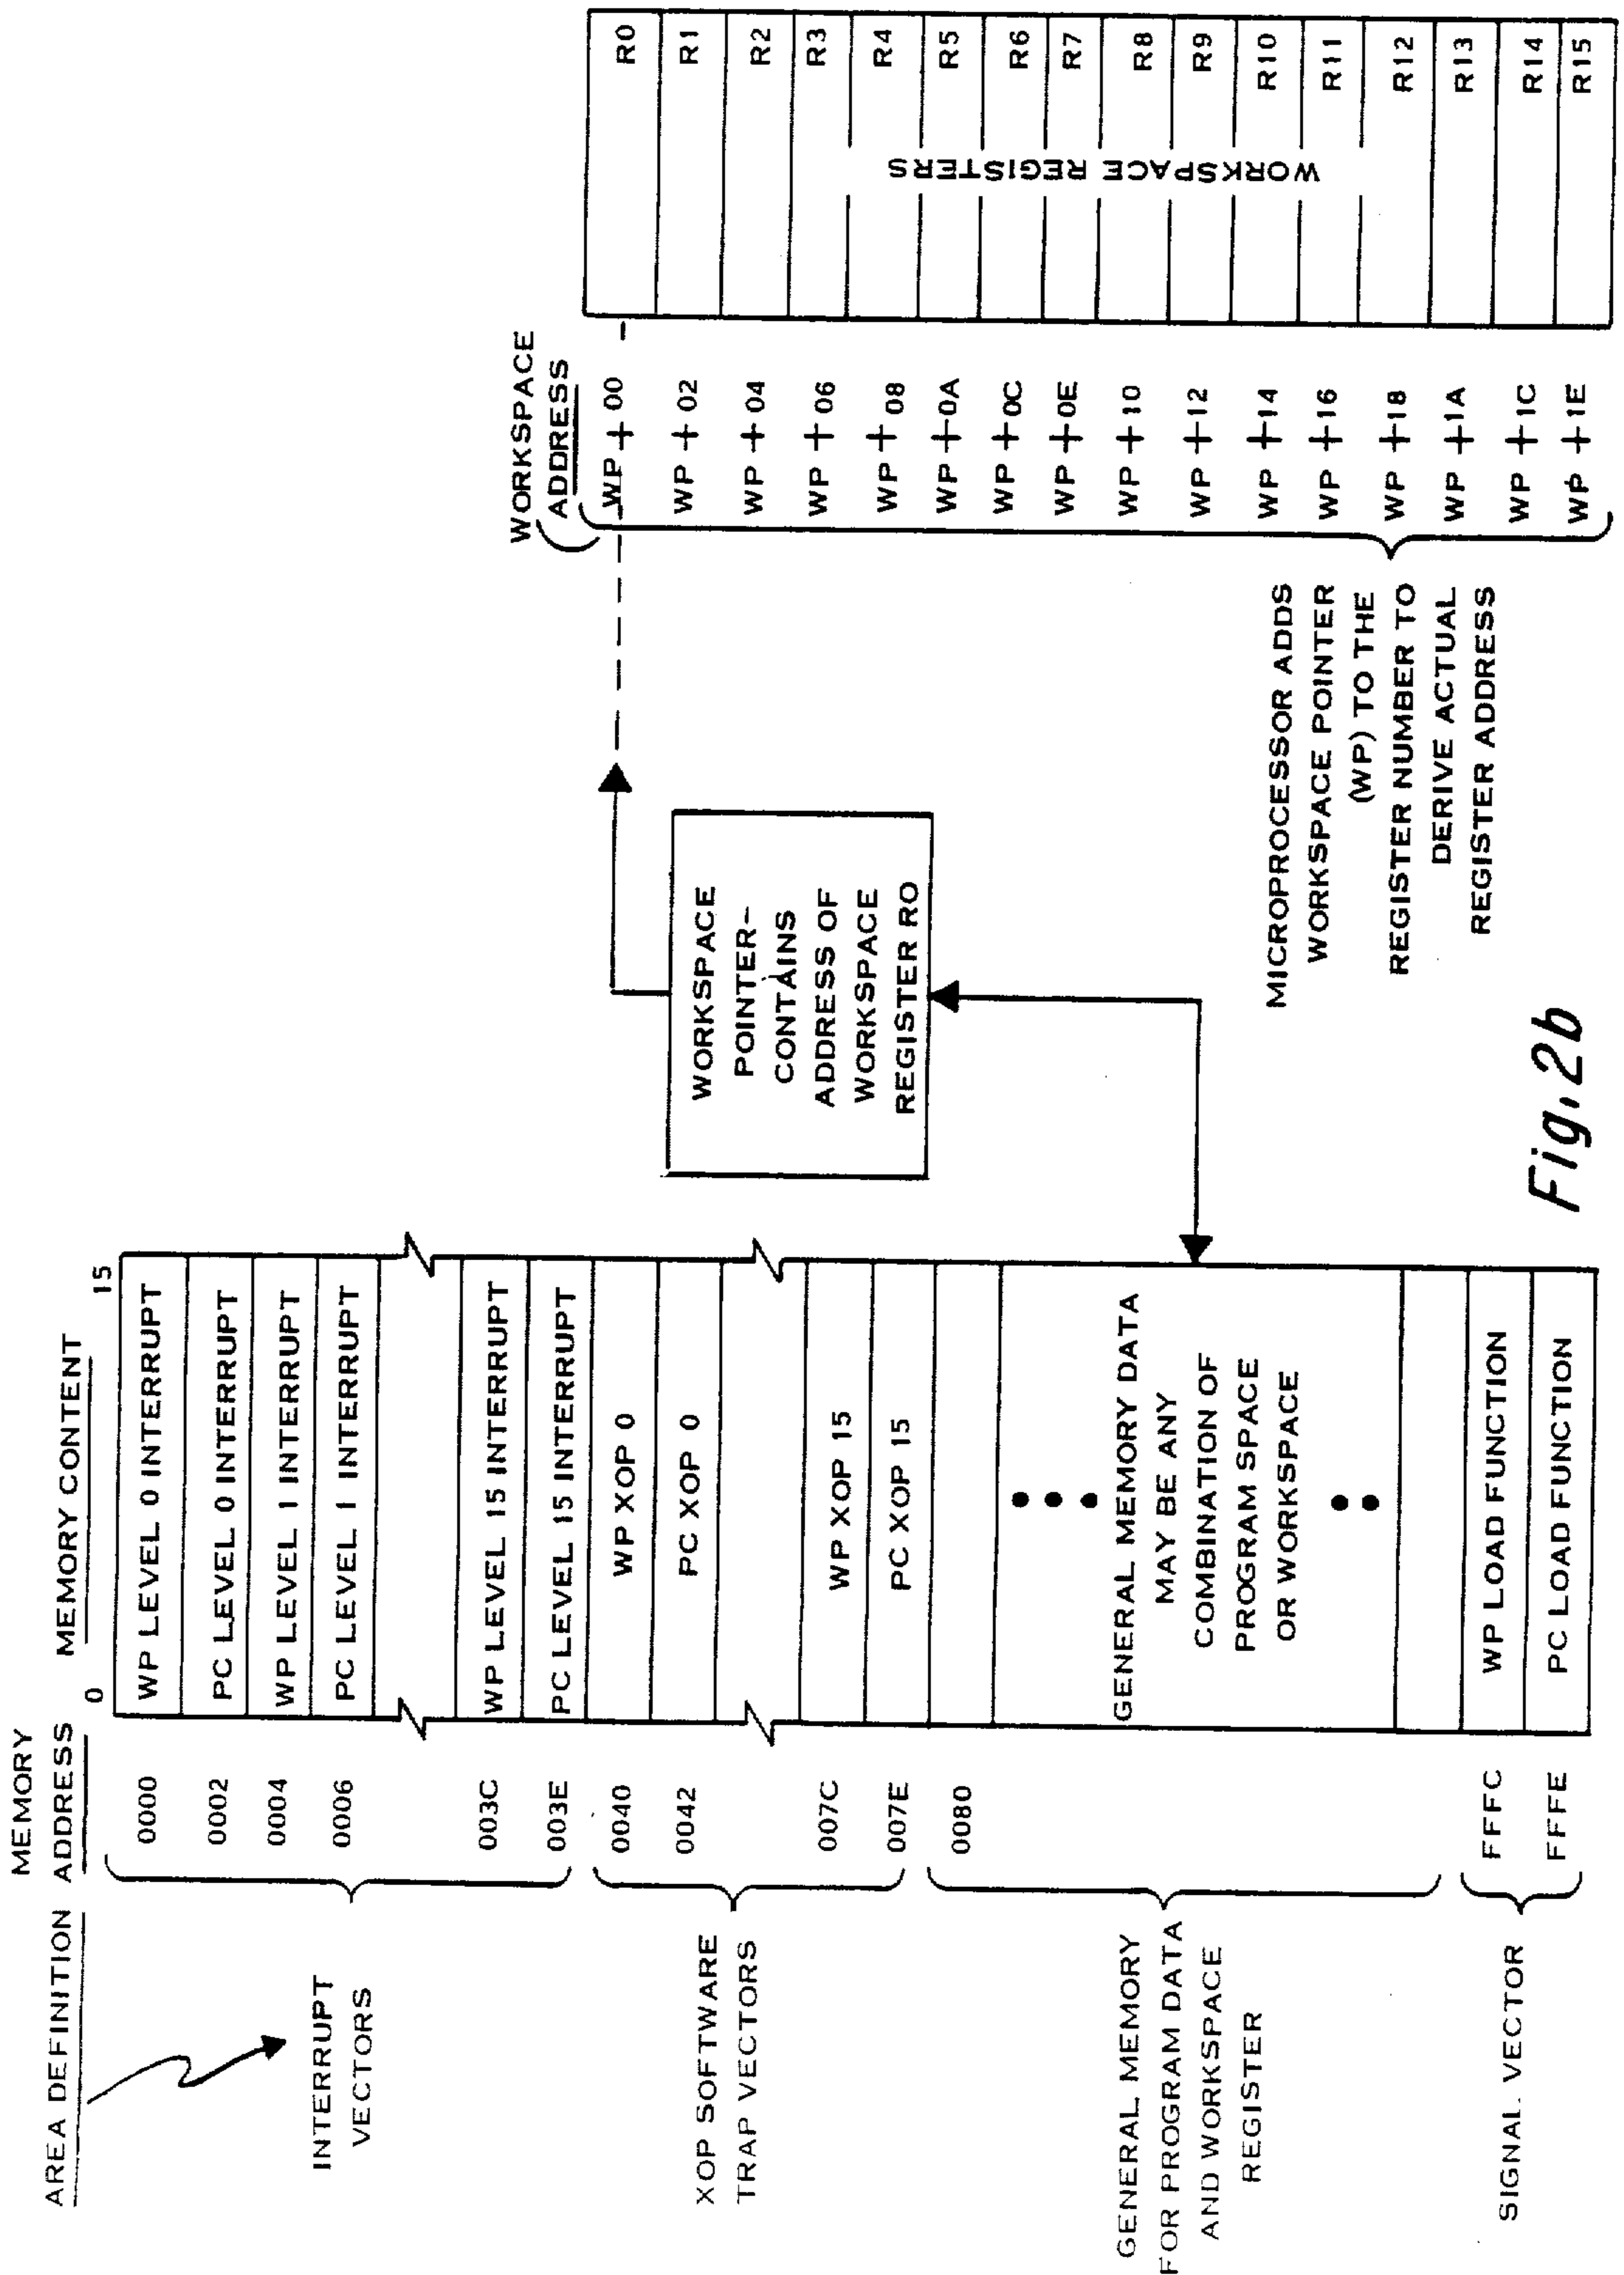 AREA DEFINITION
MEMORY
ADDRESS
MEMORY CONTENT
0
15
INTERRUPT
VECTORS
0000
WP LEVEL 0 INTERRUPT
0002
PC LEVEL 0 INTERRUPT
0004
WP LEVEL 1 INTERRUPT
0006
PC LEVEL 1 INTERRUPT
003C
WP LEVEL 15 INTERRUPT
003E
PC LEVEL 15 INTERRUPT
XOP SOFTWARE
TRAP VECTORS
0040
WP XOP 0
0042
PC XOP 0
007C
WP XOP 15
007E
PC XOP 15
GENERAL MEMORY
FOR PROGRAM DATA
AND WORKSPACE
REGISTER
0080
GENERAL MEMORY DATA
MAY BE ANY
COMBINATION OF
PROGRAM SPACE
OR WORKSPACE
SIGNAL VECTOR
FFFC
WP LOAD FUNCTION
FFFE
PC LOAD FUNCTION
WORKSPACE
POINTER-
CONTAINS
ADDRESS OF
WORKSPACE
REGISTER R0
WORKSPACE
ADDRESS
WP + 00
R0
WP + 02
R1
WP + 04
R2
WP + 06
R3
WP + 08
R4
WP + 0A
R5
WP + 0C
R6
WP + 0E
R7
WP + 10
R8
WP + 12
R9
WP + 14
R10
WP + 16
R11
WP + 18
R12
WP + 1A
R13
WP + 1C
R14
WP + 1E
R15
WORKSPACE REGISTERS
MICROPROCESSOR ADDS
WORKSPACE POINTER
(WP) TO THE
REGISTER NUMBER TO
DERIVE ACTUAL
REGISTER ADDRESS
Fig. 2b